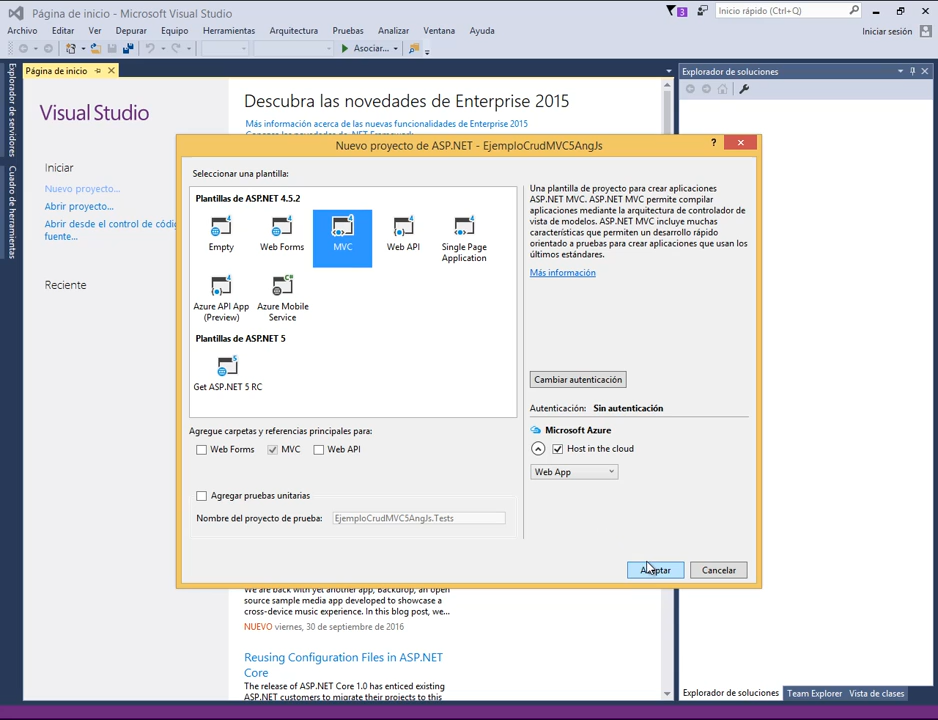 Página de inicio - Microsoft Visual Studio
3
Inicio rápido (Ctrl+Q)
Archivo Editar Ver Depurar Equipo Herramientas Arquitectura Pruebas Analizar Ventana Ayuda
Iniciar sesión
Asociar...
Explorador de servidores
Cuadro de herramientas
Página de inicio
Explorador de soluciones
Visual Studio
Iniciar
Nuevo proyecto...
Abrir proyecto...
Abrir desde el control de códi
fuente...
Reciente
Descubra las novedades de Enterprise 2015
Más información acerca de las nuevas funcionalidades de Enterprise 2015
Nuevo proyecto de ASP.NET - EjemploCrudMVC5AngJs
?
Seleccionar una plantilla:
Plantillas de ASP.NET 4.5.2
Empty
Web Forms
MVC
Web API
Single Page
Application
Azure API App
(Preview)
Azure Mobile
Service
Plantillas de ASP.NET 5
Get ASP.NET 5 RC
Agregue carpetas y referencias principales para:
Web Forms MVC Web API
Agregar pruebas unitarias
Nombre del proyecto de prueba: EjemploCrudMVC5AngJs.Tests
Una plantilla de proyecto para crear aplicaciones
ASP.NET MVC. ASP.NET MVC permite compilar
aplicaciones mediante la arquitectura de controlador de
vista de modelos. ASP.NET MVC incluye muchas
características que permiten un desarrollo rápido
orientado a pruebas para crear aplicaciones que usan los
últimos estándares.
Más información
Cambiar autenticación
Autenticación: Sin autenticación
Microsoft Azure
Host in the cloud
Web App
Aceptar
Cancelar
We are back with yet another app, Backdrop, an open
source sample media app developed to showcase a
cross-device music experience. In this blog post, we...
NUEVO viernes, 30 de septiembre de 2016
Reusing Configuration Files in ASP.NET
Core
The release of ASP.NET Core 1.0 has enticed existing
ASP.NET customers to migrate their projects to this
Explorador de soluciones Team Explorer Vista de clases